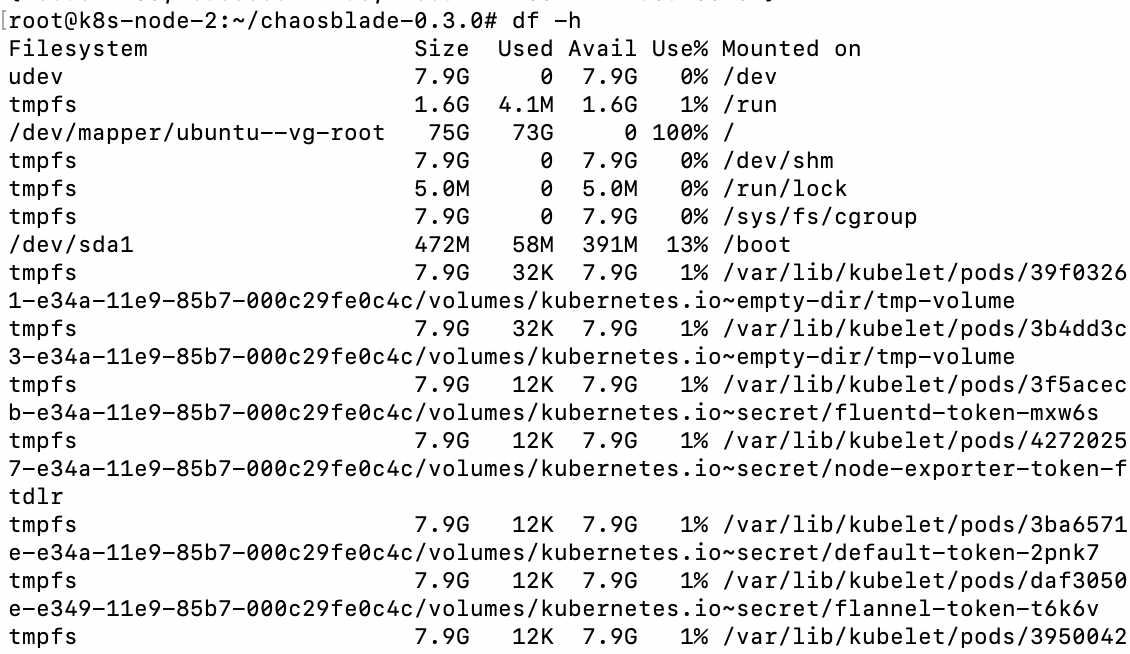 [root@k8s-node-2:~/chaosblade-0.3.0# df -h
Filesystem                   Size  Used Avail Use% Mounted on
udev                         7.9G     0  7.9G   0% /dev
tmpfs                        1.6G  4.1M  1.6G   1% /run
/dev/mapper/ubuntu--vg-root   75G   73G     0 100% /
tmpfs                        7.9G     0  7.9G   0% /dev/shm
tmpfs                        5.0M     0  5.0M   0% /run/lock
tmpfs                        7.9G     0  7.9G   0% /sys/fs/cgroup
/dev/sda1                    472M   58M  391M  13% /boot
tmpfs                        7.9G   32K  7.9G   1% /var/lib/kubelet/pods/39f0326
1-e34a-11e9-85b7-000c29fe0c4c/volumes/kubernetes.io~empty-dir/tmp-volume
tmpfs                        7.9G   32K  7.9G   1% /var/lib/kubelet/pods/3b4dd3c
3-e34a-11e9-85b7-000c29fe0c4c/volumes/kubernetes.io~empty-dir/tmp-volume
tmpfs                        7.9G   12K  7.9G   1% /var/lib/kubelet/pods/3f5acec
b-e34a-11e9-85b7-000c29fe0c4c/volumes/kubernetes.io~secret/fluentd-token-mxw6s
tmpfs                        7.9G   12K  7.9G   1% /var/lib/kubelet/pods/4272025
7-e34a-11e9-85b7-000c29fe0c4c/volumes/kubernetes.io~secret/node-exporter-token-f
tdlr
tmpfs                        7.9G   12K  7.9G   1% /var/lib/kubelet/pods/3ba6571
e-e34a-11e9-85b7-000c29fe0c4c/volumes/kubernetes.io~secret/default-token-2pnk7
tmpfs                        7.9G   12K  7.9G   1% /var/lib/kubelet/pods/daf3050
e-e349-11e9-85b7-000c29fe0c4c/volumes/kubernetes.io~secret/flannel-token-t6k6v
tmpfs                        7.9G   12K  7.9G   1% /var/lib/kubelet/pods/3950042